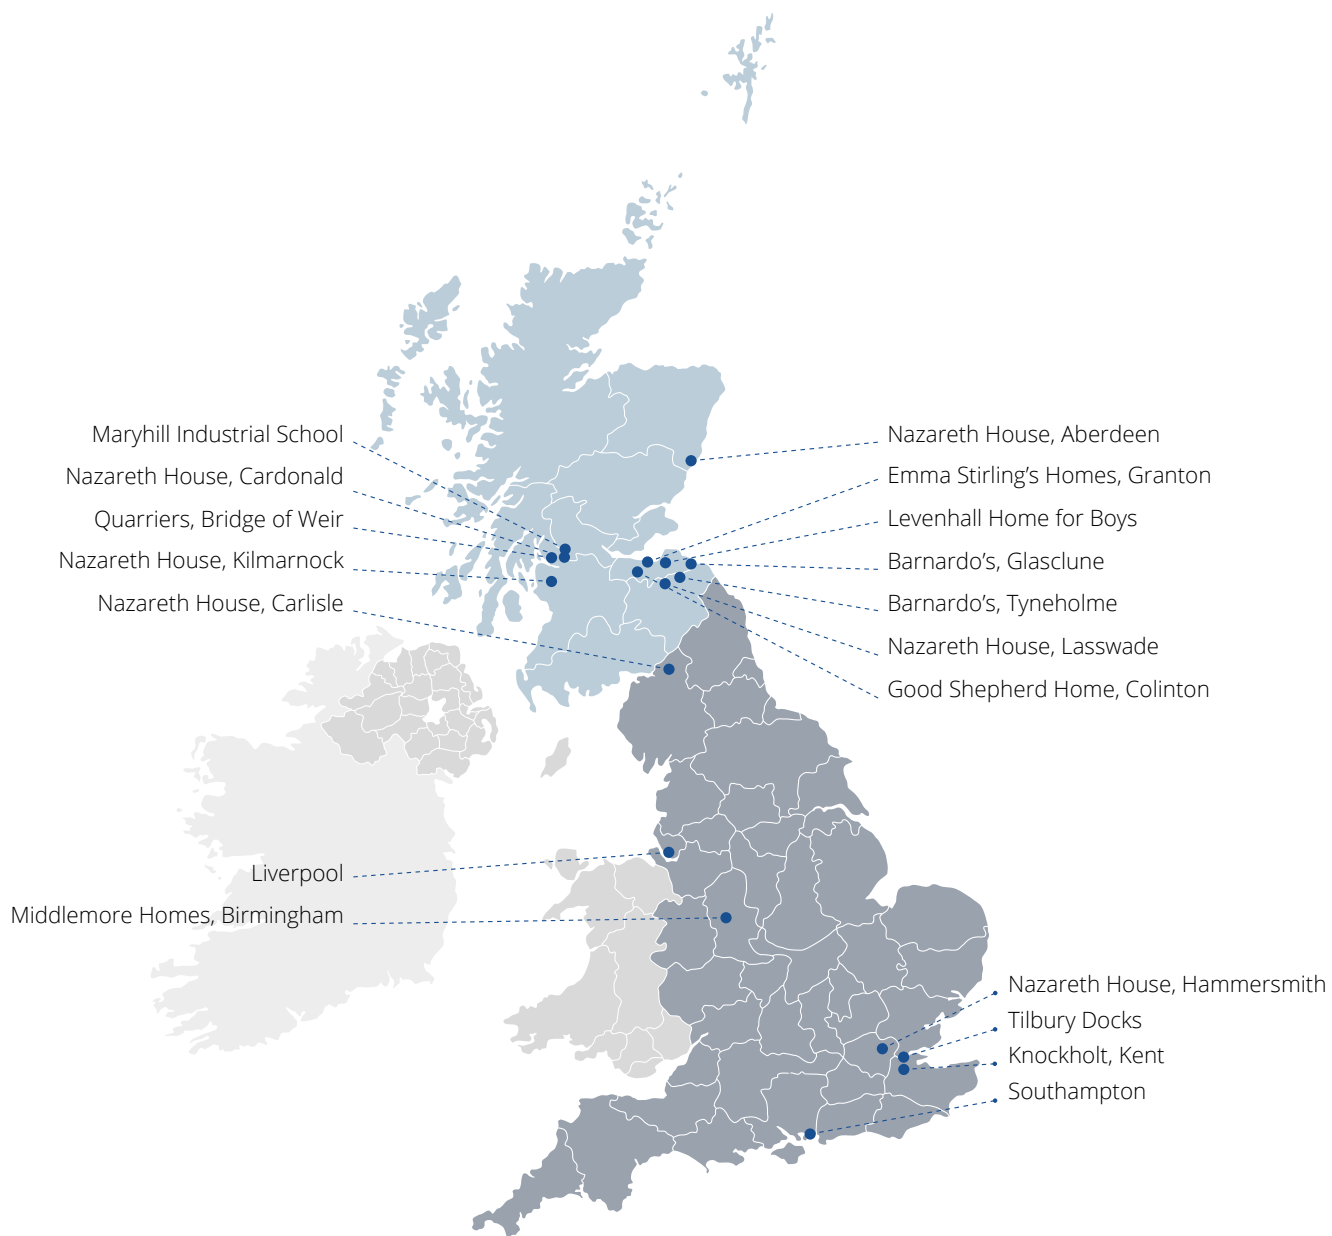 Maryhill Industrial School
Nazareth House, Cardonald
Quarriers, Bridge of Weir
Nazareth House, Kilmarnock
Nazareth House, Carlisle
Nazareth House, Aberdeen
Emma Stirling’s Homes, Granton
Levenhall Home for Boys
Barnardo’s, Glasclune
Barnardo’s, Tyneholme
Nazareth House, Lasswade
Good Shepherd Home, Colinton
Liverpool
Middlemore Homes, Birmingham
Nazareth House, Hammersmith
Tilbury Docks
Knockholt, Kent
Southampton